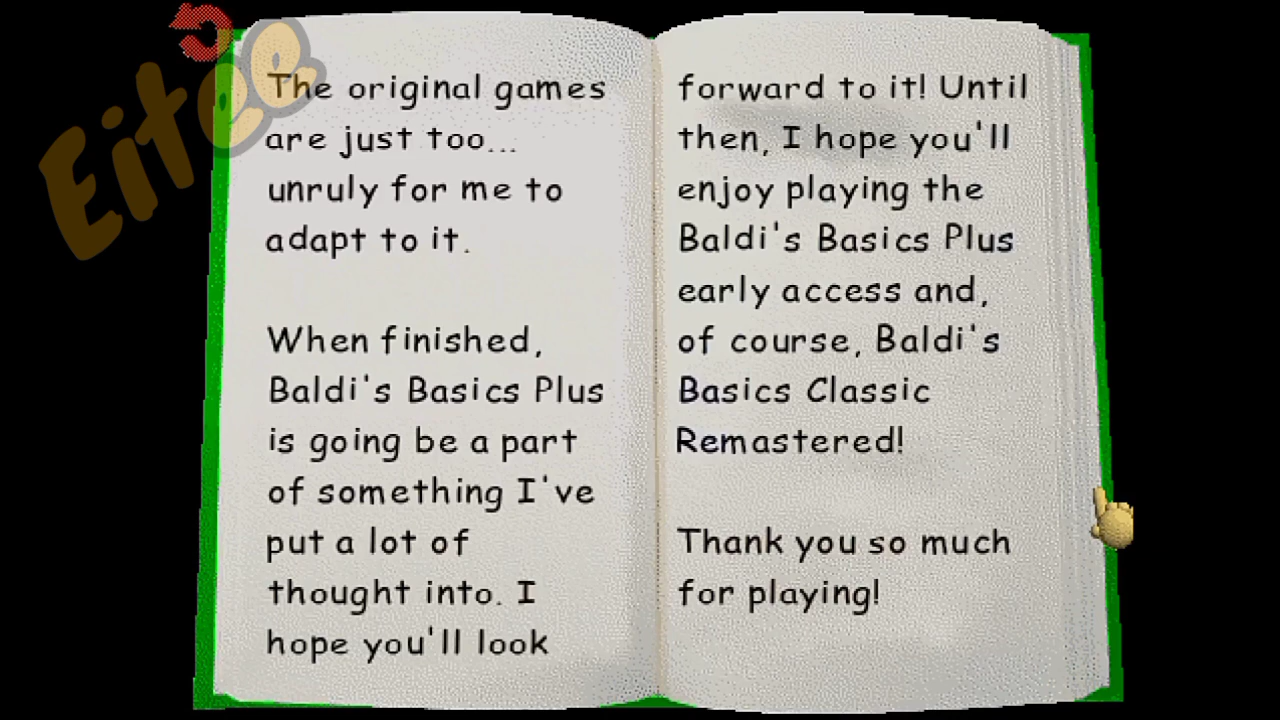 Eitee
The original games
are just too...
unruly for me to
adapt to it.
When finished,
Baldi's Basics Plus
is going be a part
of something I've
put a lot of
thought into. I
hope you'll look
forward to it! Until
then, I hope you'll
enjoy playing the
Baldi's Basics Plus
early access and,
of course, Baldi's
Basics Classic
Remastered!
Thank you so much
for playing!